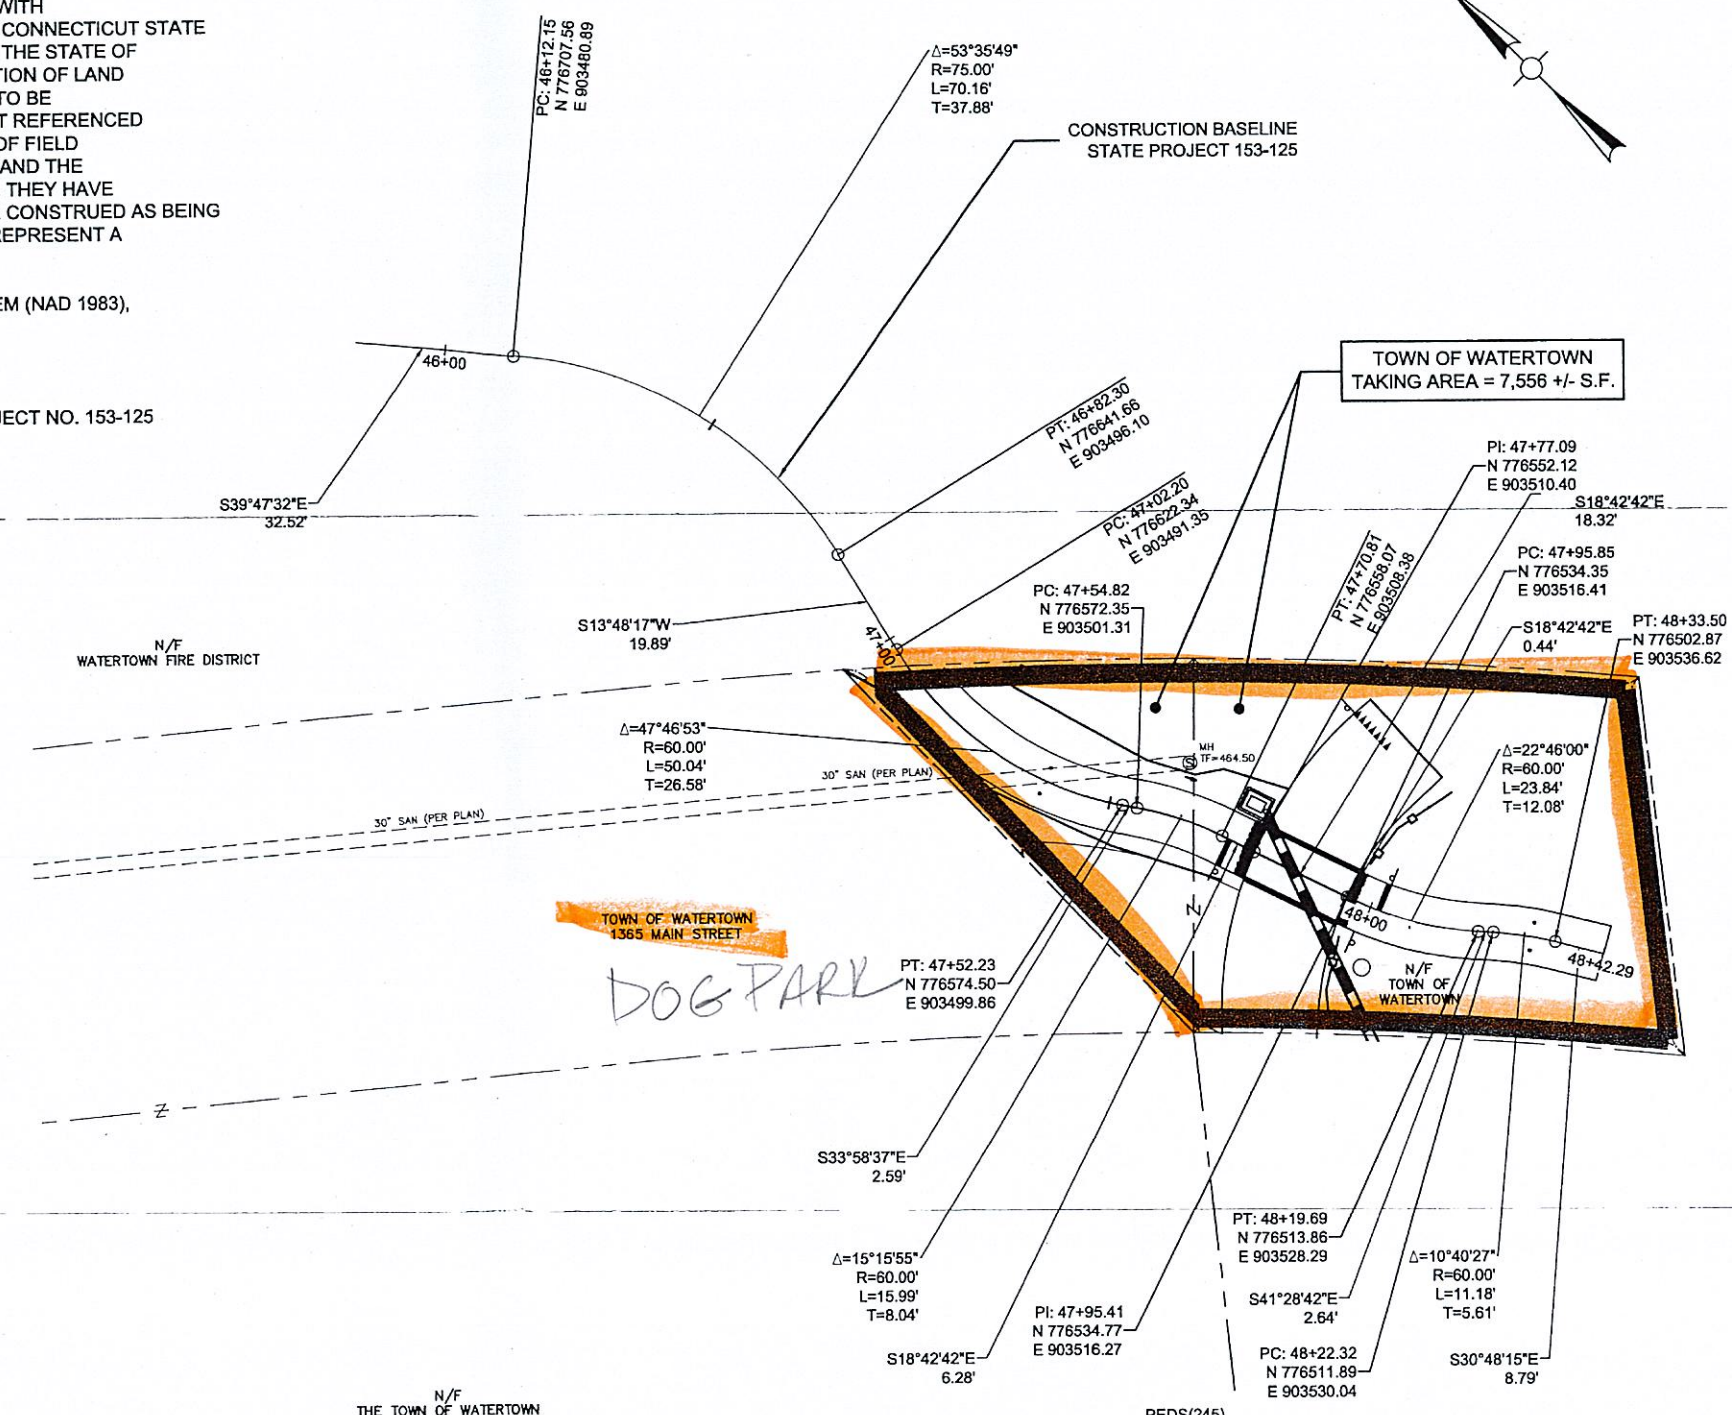 WITH
CONNECTICUT STATE
THE STATE OF
TION OF LAND
TO BE
T REFERENCED
OF FIELD
AND THE
THEY HAVE
CONSTRUED AS BEING
REPRESENT A
EM (NAD 1983),
JECT NO. 153-125
PC: 46+12.15
N 776707.56
E 903480.89
Δ=53°35'49"
R=75.00'
L=70.16'
T=37.88'
CONSTRUCTION BASELINE
STATE PROJECT 153-125
46+00
TOWN OF WATERTOWN
TAKING AREA = 7,556 +/- S.F.
S39°47'32"E
32.52'
PT: 46+82.30
N 776641.66
E 903496.10
PC: 47+02.20
N 776622.34
E 903491.35
PI: 47+77.09
N 776552.12
E 903510.40
S18°42'42"E
18.32'
PT: 47+70.81
N 776558.07
E 903508.38
PC: 47+95.85
N 776534.35
E 903516.41
S18°42'42"E
0.44'
PT: 48+33.50
N 776502.87
E 903536.62
PC: 47+54.82
N 776572.35
E 903501.31
S13°48'17"W
19.89'
47+00
N/F
WATERTOWN FIRE DISTRICT
Δ=47°46'53"
R=60.00'
L=50.04'
T=26.58'
MH
TF=464.50
30" SAN (PER PLAN)
30" SAN (PER PLAN)
Δ=22°46'00"
R=60.00'
L=23.84'
T=12.08'
TOWN OF WATERTOWN
1365 MAIN STREET
DOG PARK
48+00
48+42.29
N/F
TOWN OF
WATERTOWN
PT: 47+52.23
N 776574.50
E 903499.86
Z
Z
S33°58'37"E
2.59'
Δ=15°15'55"
R=60.00'
L=15.99'
T=8.04'
S18°42'42"E
6.28'
PI: 47+95.41
N 776534.77
E 903516.27
PT: 48+19.69
N 776513.86
E 903528.29
S41°28'42"E
2.64'
PC: 48+22.32
N 776511.89
E 903530.04
Δ=10°40'27"
R=60.00'
L=11.18'
T=5.61'
S30°48'15"E
8.79'
N/F
THE TOWN OF WATERTOWN